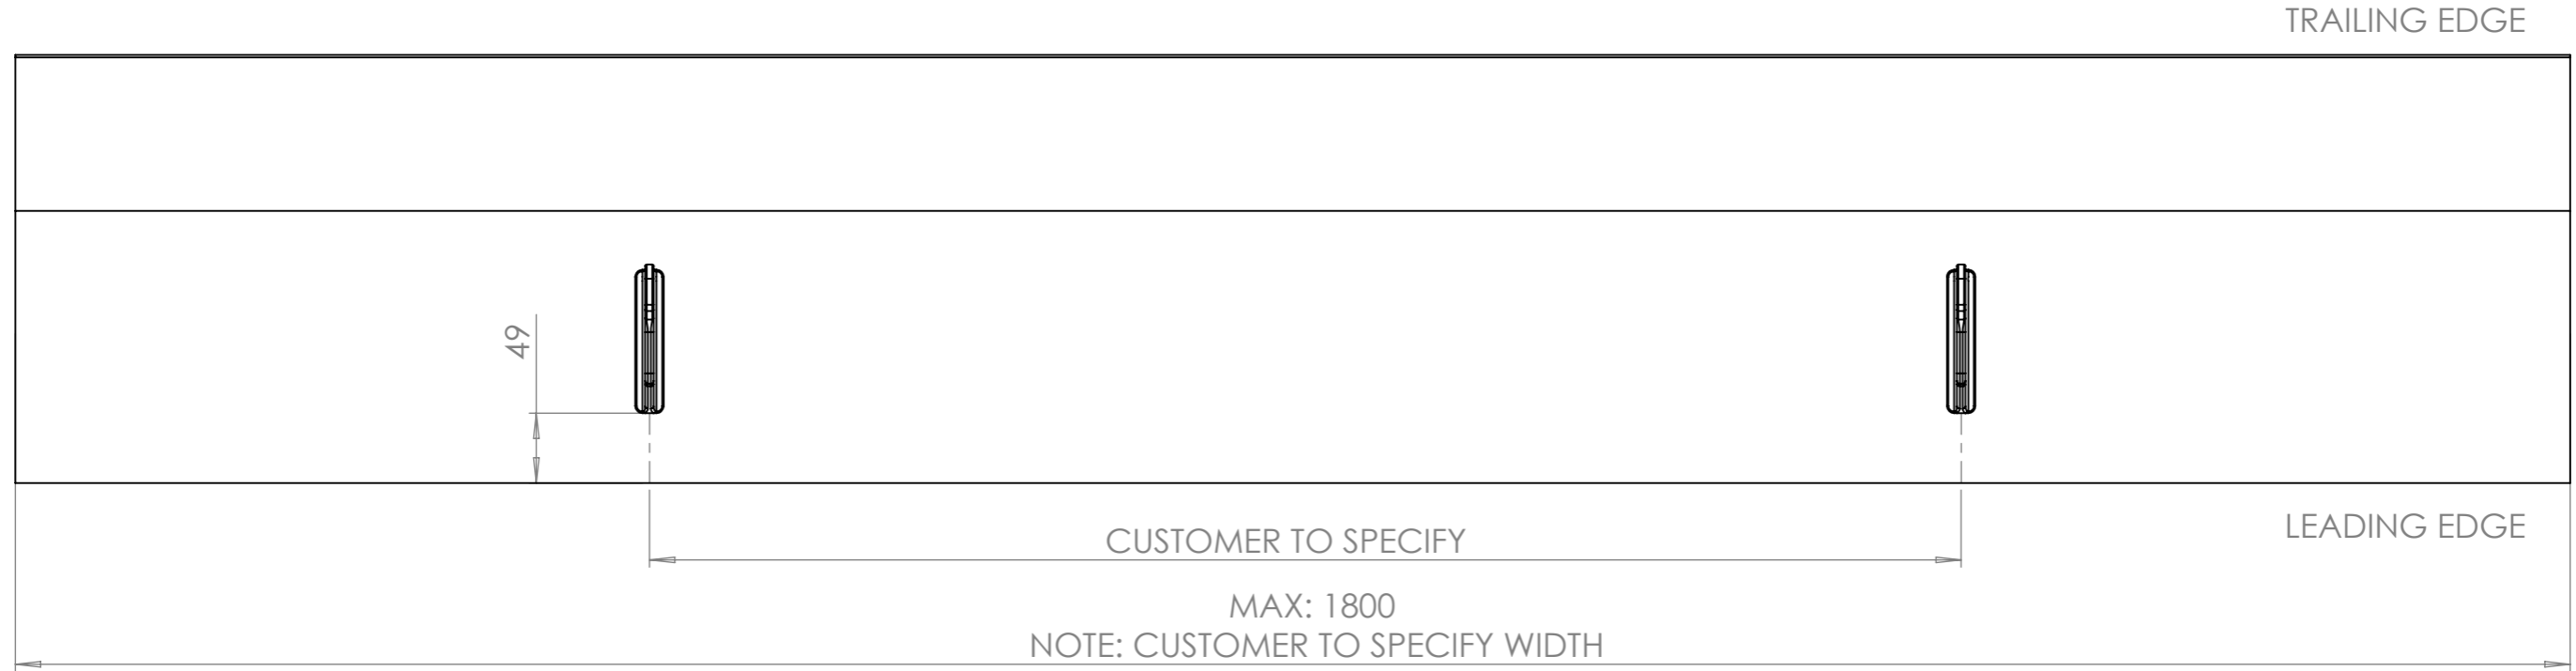 TRAILING EDGE
49
LEADING EDGE
CUSTOMER TO SPECIFY
MAX: 1800
NOTE: CUSTOMER TO SPECIFY WIDTH